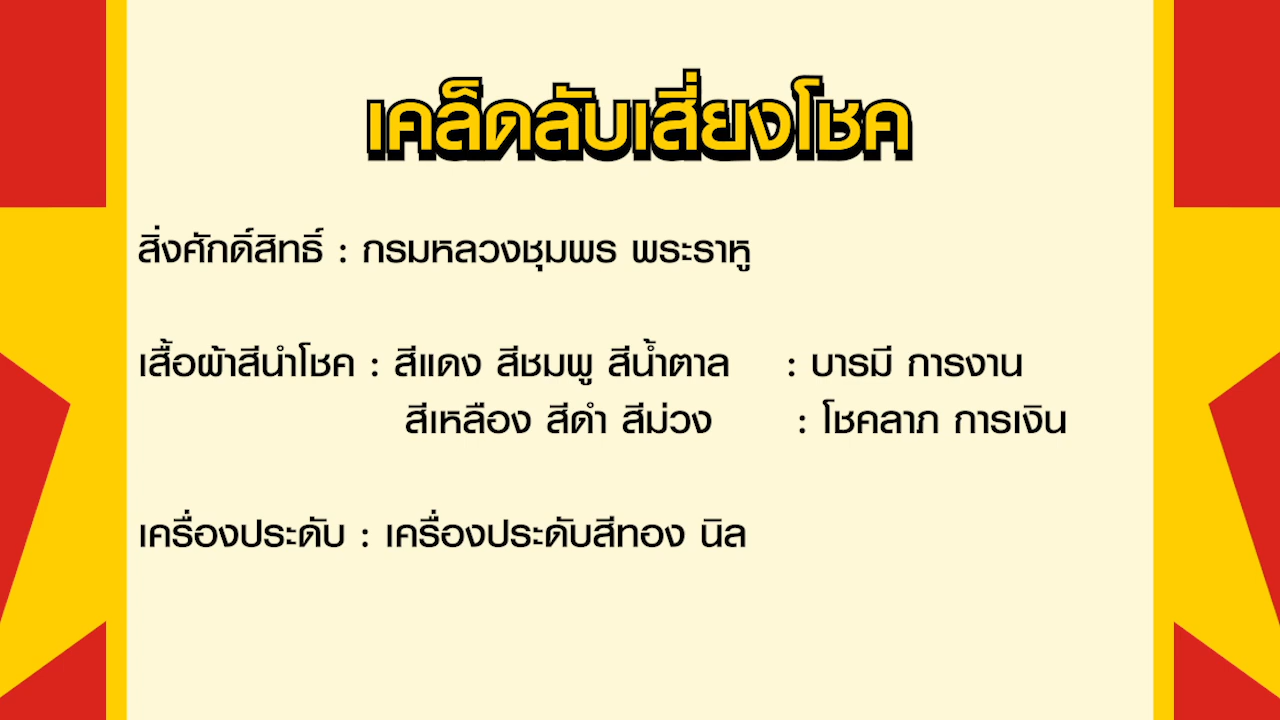 เคล็ดลับเสี่ยงโชค
สิ่งศักดิ์สิทธิ์ : กรมหลวงชุมพร พระราหู
เสื้อผ้าสีนำโชค : สีแดง สีชมพู สีน้ำตาล : บารมี การงาน
สีเหลือง สีดำ สีม่วง : โชคลาภ การเงิน
เครื่องประดับ : เครื่องประดับสีทอง นิล